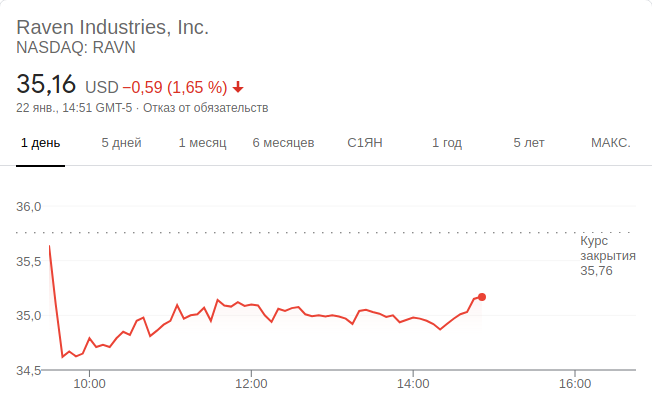 Raven Industries, Inc.
NASDAQ: RAVN
35,16 USD −0,59 (1,65 %)
22 янв., 14:51 GMT-5 · Отказ от обязательств
1 день 5 дней 1 месяц 6 месяцев С1ЯН 1 год 5 лет МАКС.
36,0
Курс
закрытия
35,76
35,5
35,0
34,5
10:00 12:00 14:00 16:00